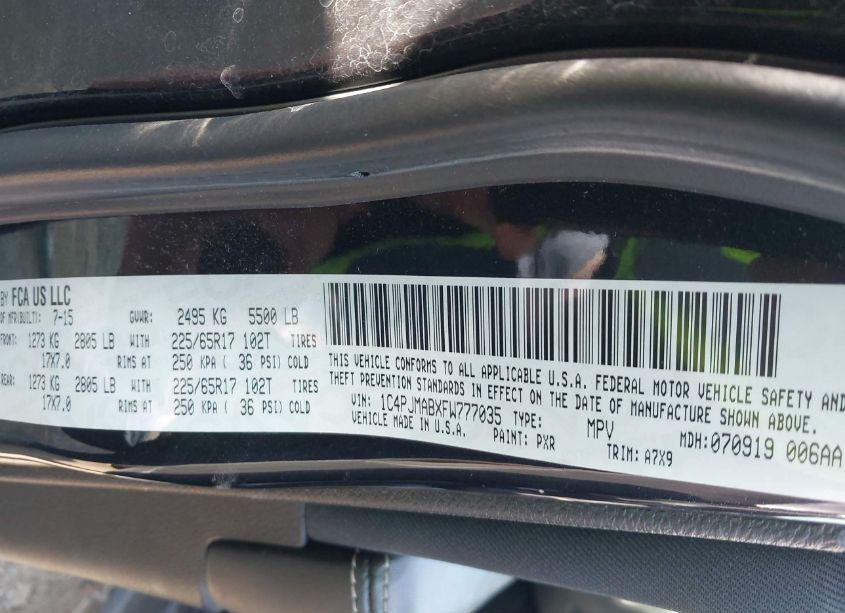 BY FCA US LLC
OF MFR(BUILT): 7-15 GVWR: 2495 KG 5500 LB
FRONT: 1273 KG 2805 LB WITH 225/65R17 102T TIRES
17X7.0 RIMS AT 250 KPA ( 36 PSI) COLD
REAR: 1273 KG 2805 LB WITH 225/65R17 102T TIRES
17X7.0 RIMS AT 250 KPA ( 36 PSI) COLD
THIS VEHICLE CONFORMS TO ALL APPLICABLE U.S.A. FEDERAL MOTOR VEHICLE SAFETY AND
THEFT PREVENTION STANDARDS IN EFFECT ON THE DATE OF MANUFACTURE SHOWN ABOVE.
VIN: 1C4PJMABXFW777035 TYPE: MPV MDH:070919 006AA
VEHICLE MADE IN U.S.A. PAINT: PXR TRIM: A7X9